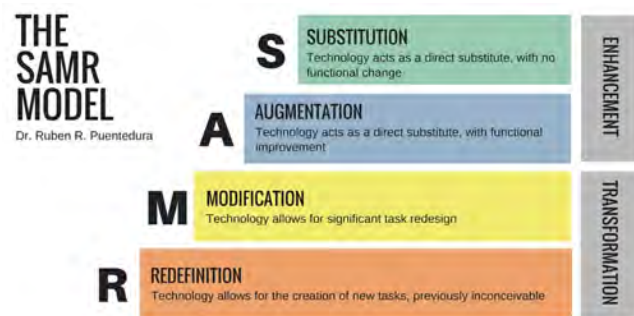 THE
SAMR
MODEL
Dr. Ruben R. Puentedura
S
SUBSTITUTION
Technology acts as a direct substitute, with no
functional change
A
AUGMENTATION
Technology acts as a direct substitute, with functional
improvement
ENHANCEMENT
M
MODIFICATION
Technology allows for significant task redesign
R
REDEFINITION
Technology allows for the creation of new tasks, previously inconceivable
TRANSFORMATION